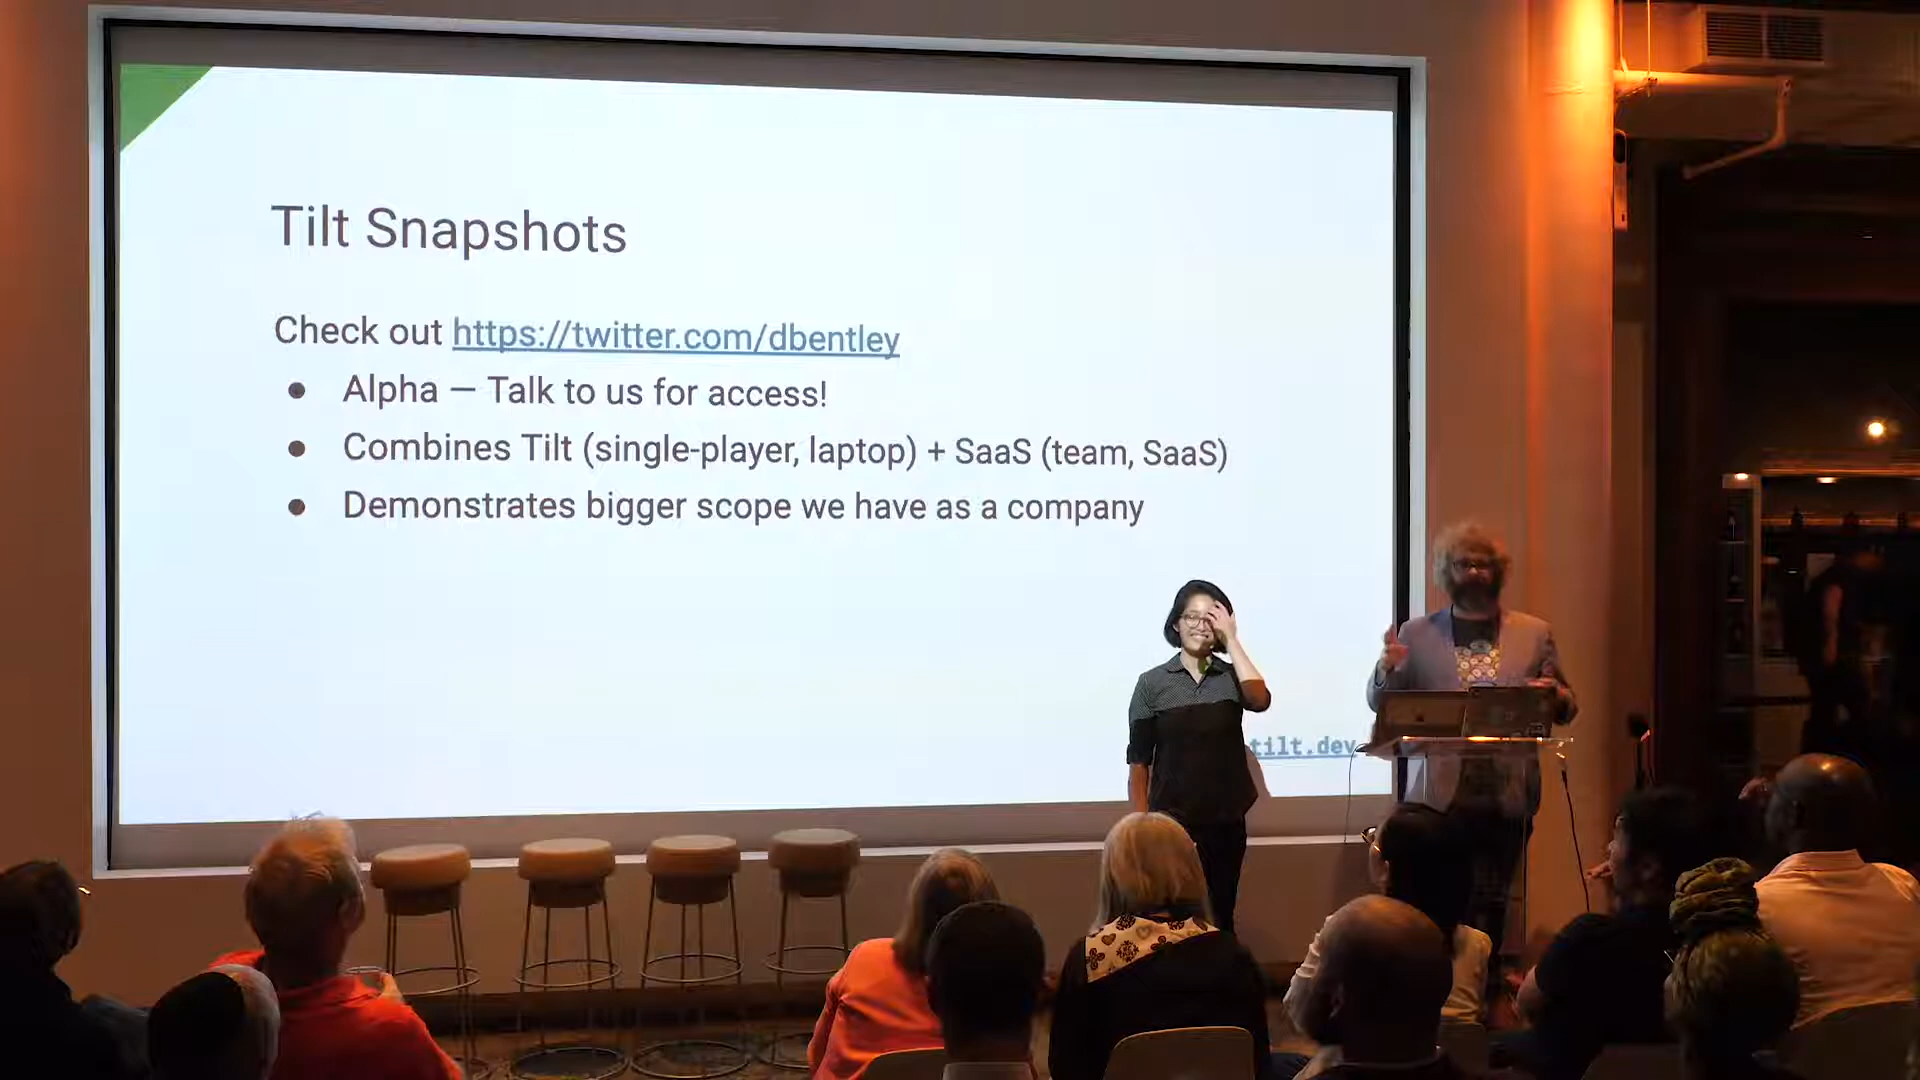 Tilt Snapshots
Check out https://twitter.com/dbentley
● Alpha — Talk to us for access!
● Combines Tilt (single-player, laptop) + SaaS (team, SaaS)
● Demonstrates bigger scope we have as a company
tilt.dev